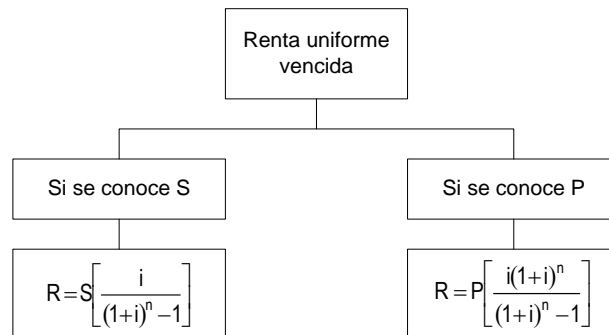 Renta uniforme
vencida
Si se conoce S
Si se conoce P
R=S[i/((1+i)^n−1)]
R=P[i(1+i)^n/((1+i)^n−1)]